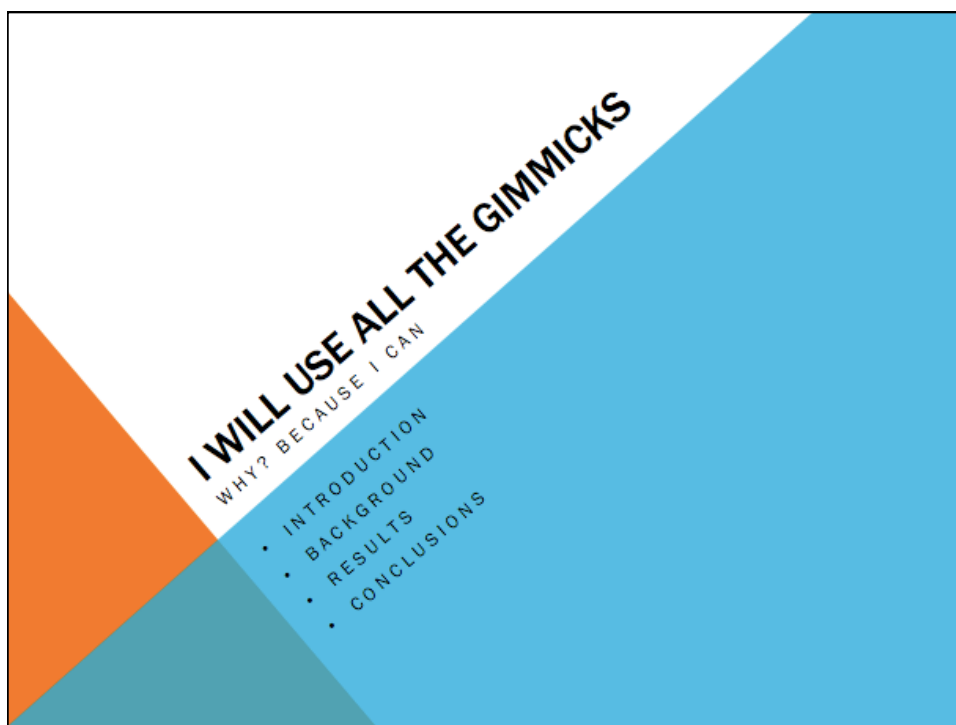 I WILL USE ALL THE GIMMICKS
WHY? BECAUSE I CAN
• INTRODUCTION
• BACKGROUND
• RESULTS
• CONCLUSIONS